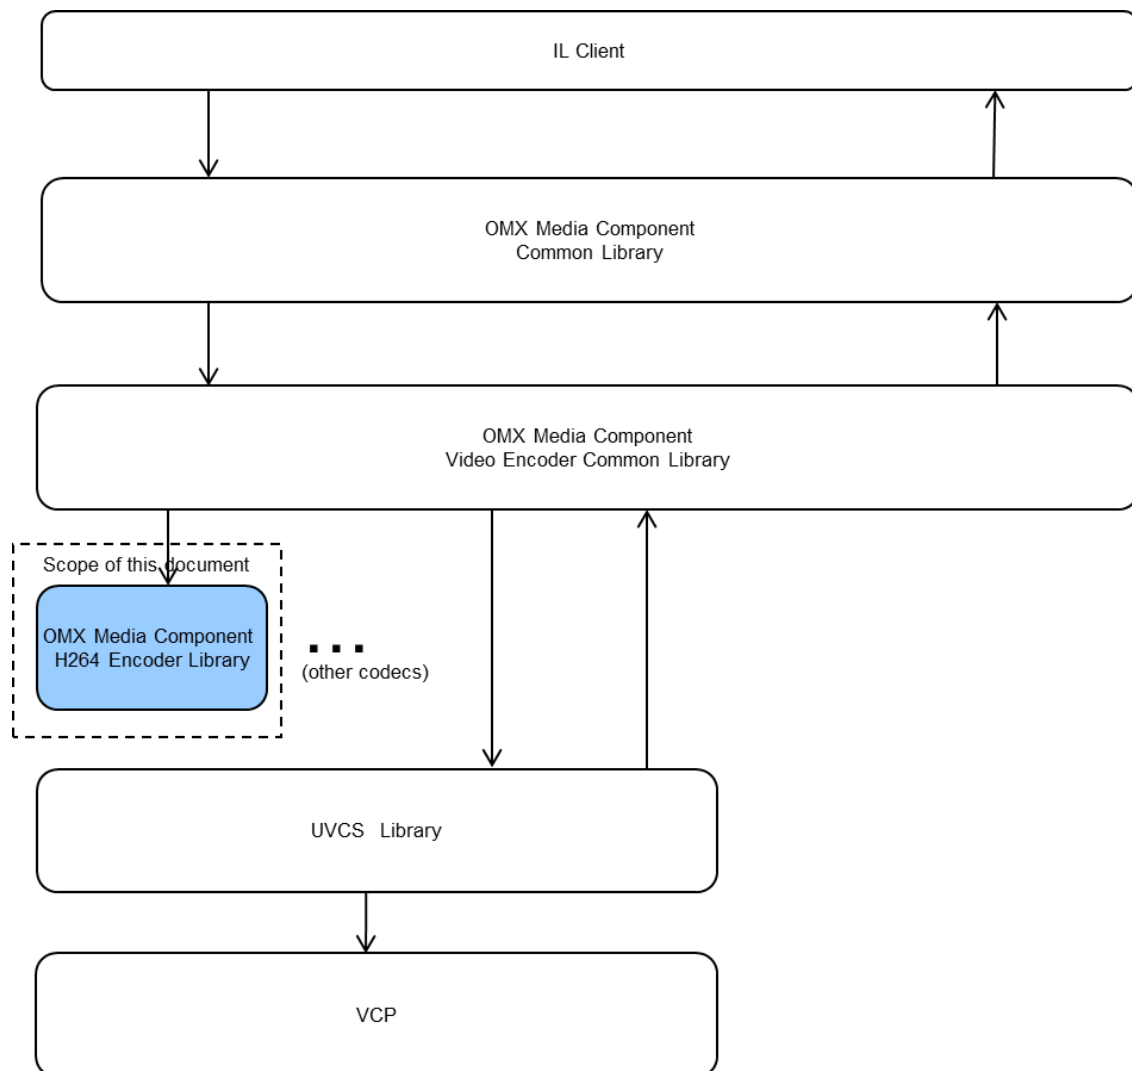 IL Client
OMX Media Component
Common Library
OMX Media Component
Video Encoder Common Library
Scope of this document
OMX Media Component
H264 Encoder Library
...
(other codecs)
UVCS Library
VCP